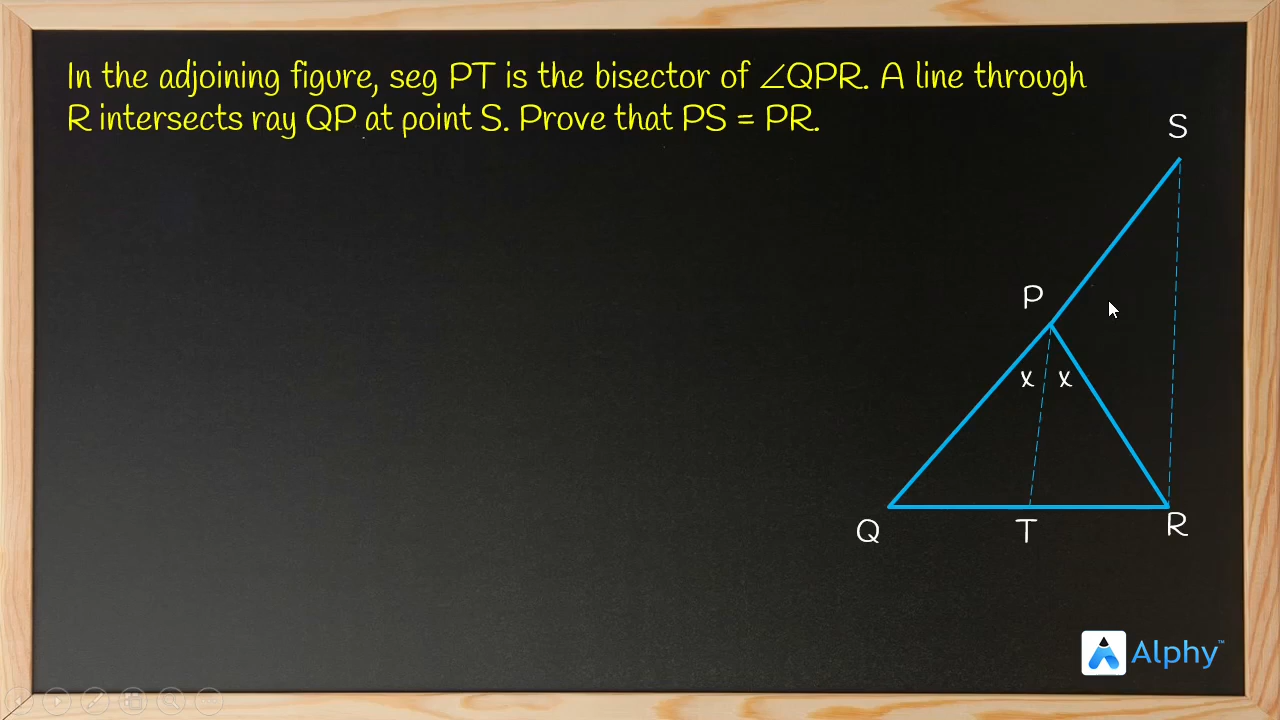 In the adjoining figure, seg PT is the bisector of ∠QPR. A line through
R intersects ray QP at point S. Prove that PS = PR.
S
P
x x
Q T R
Alphy™